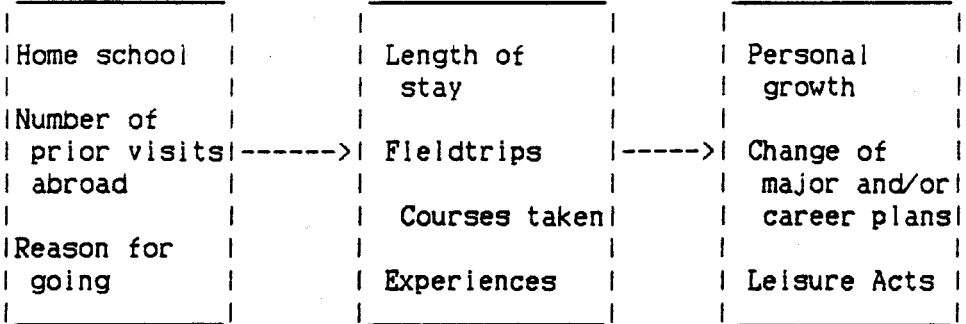 Home school
Number of
prior visits
abroad
Reason for
going
Length of
stay
Fieldtrips
Courses taken
Experiences
Personal
growth
Change of
major and/or
career plans
Leisure Acts